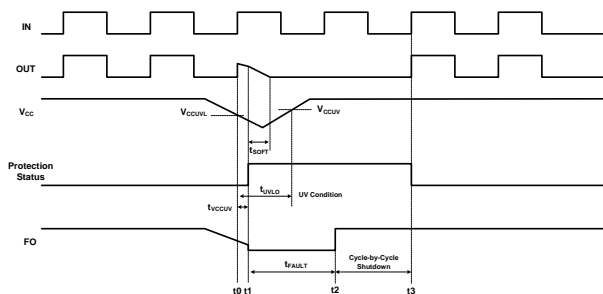 IN
OUT
VCC
VCCUVL
VCCUV
tSOFT
Protection
Status
tUVLO
UV Condition
tVCCUV
FO
tFAULT
Cycle-by-Cycle
Shutdown
t0 t1 t2 t3